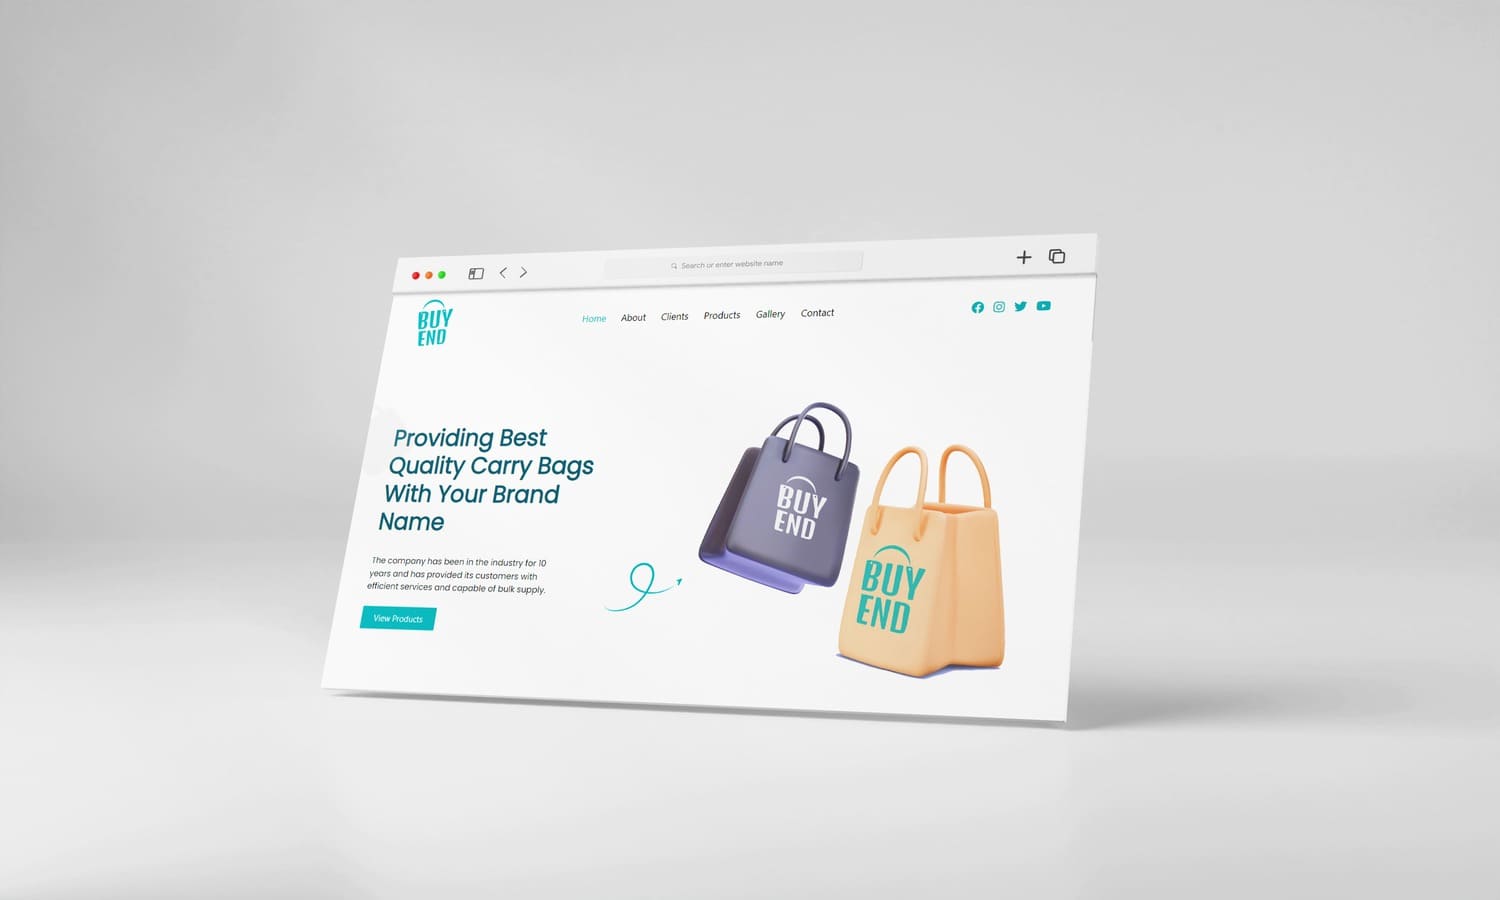 Search or enter website name
BUY
END
Home About Clients Products Gallery Contact
Providing Best
Quality Carry Bags
With Your Brand
Name
The company has been in the industry for 10
years and has provided its customers with
efficient services and capable of bulk supply.
View Products
BUY
END
BUY
END